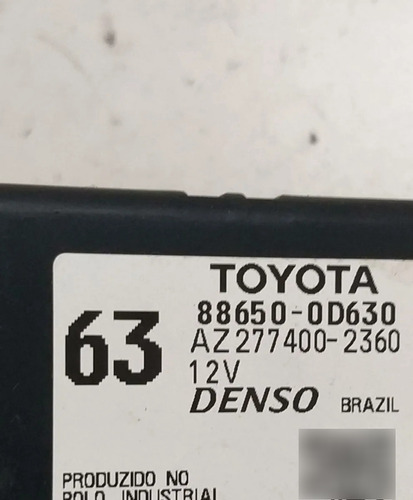 TOYOTA
63
88650-0D630
AZ277400-2360
12V
DENSO BRAZIL
PRODUZIDO NO
POLO INDUSTRIAL